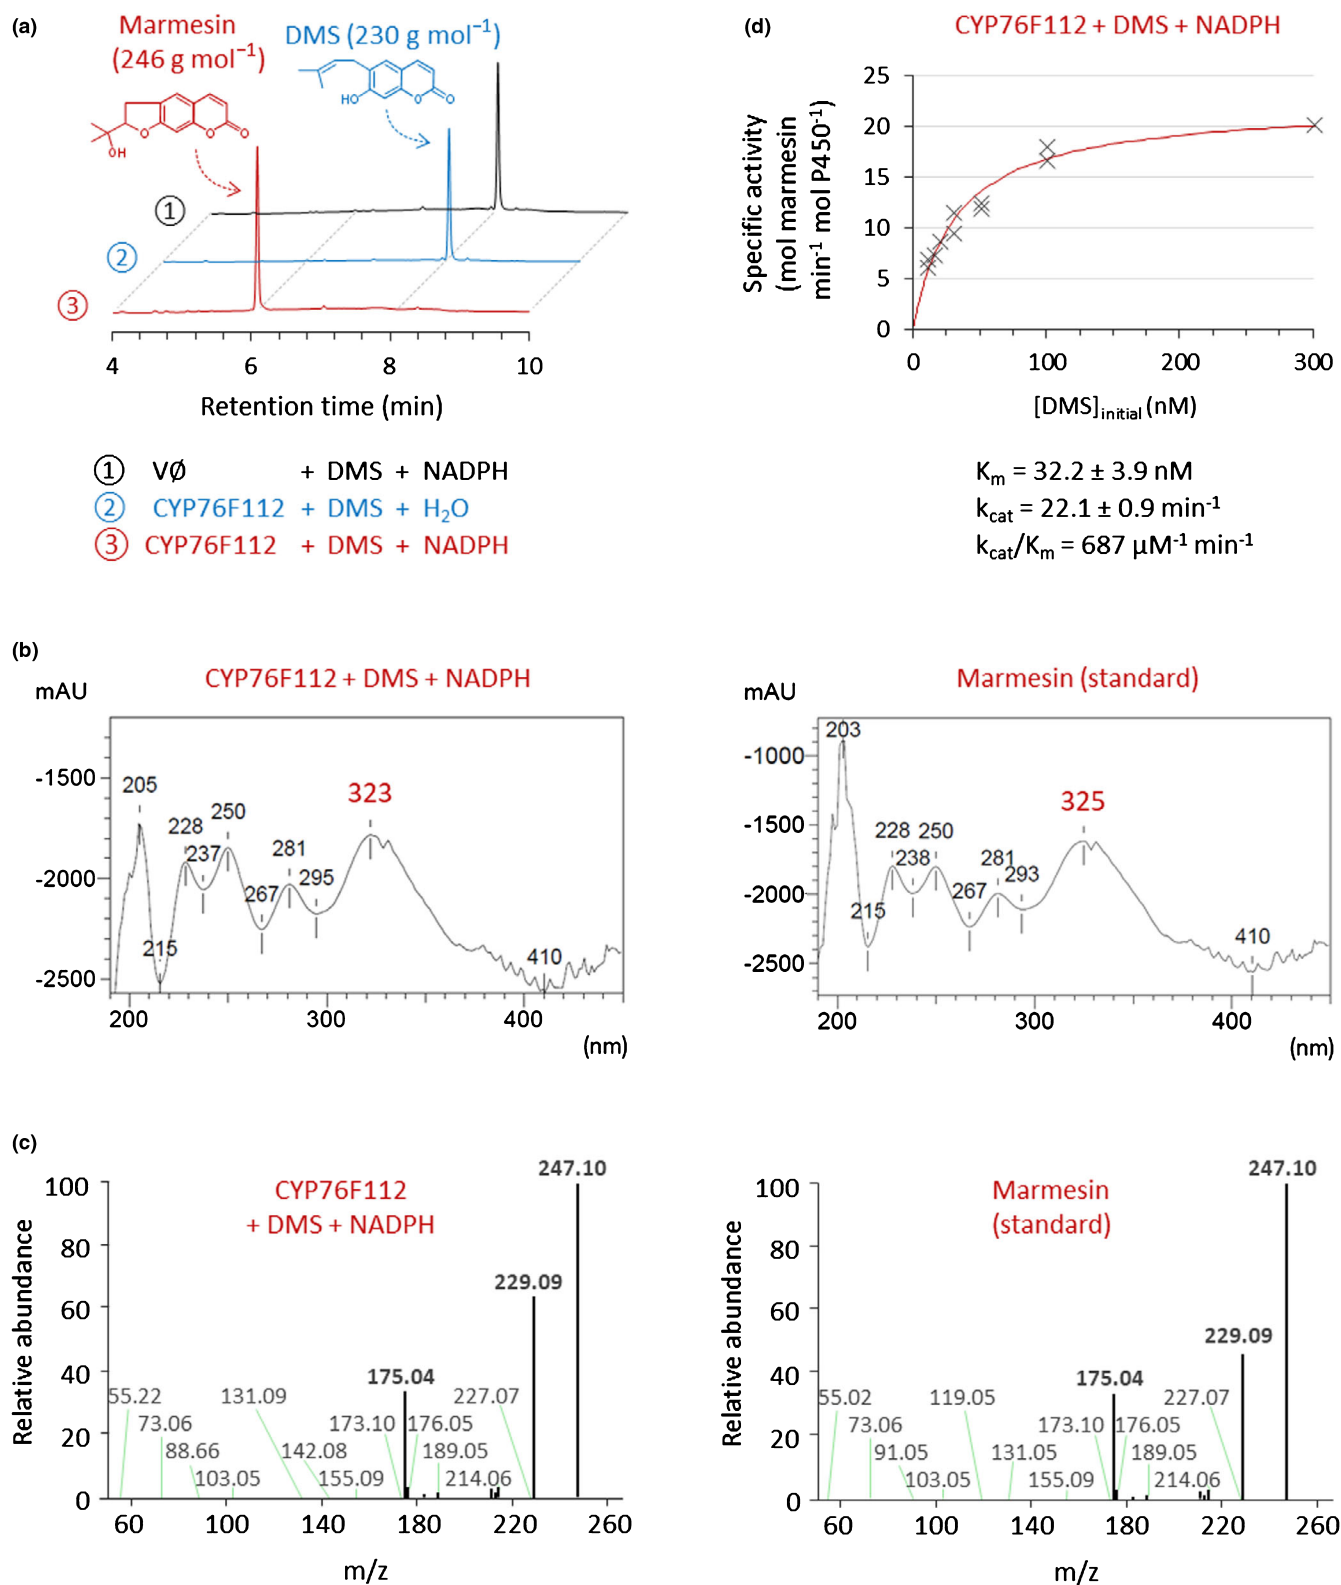 (a)
Marmesin
(246 g mol⁻¹)
DMS (230 g mol⁻¹)
OH
O
O
O
HO
O
O
1
2
3
4 6 8 10
Retention time (min)
1 VØ + DMS + NADPH
2 CYP76F112 + DMS + H₂O
3 CYP76F112 + DMS + NADPH
(d)
CYP76F112 + DMS + NADPH
Specific activity
(mol marmesin
min⁻¹ mol P450⁻¹)
25
20
15
10
5
0
0 100 200 300
[DMS]initial (nM)
Kₘ = 32.2 ± 3.9 nM
kcat = 22.1 ± 0.9 min⁻¹
kcat/Kₘ = 687 µM⁻¹ min⁻¹
(b)
CYP76F112 + DMS + NADPH
mAU
-1500
-2000
-2500
205
215
228
237
250
267
281
295
323
410
200 300 400
(nm)
Marmesin (standard)
mAU
-1000
-1500
-2000
-2500
203
215
228
238
250
267
281
293
325
410
200 300 400
(nm)
(c)
CYP76F112
+ DMS + NADPH
Relative abundance
100
80
60
40
20
0
247.10
229.09
175.04
55.22
131.09
227.07
73.06
173.10
176.05
88.66
142.08
189.05
103.05
155.09
214.06
60 100 140 180 220 260
m/z
Marmesin
(standard)
Relative abundance
100
80
60
40
20
0
247.10
229.09
175.04
55.02
119.05
227.07
73.06
173.10
176.05
91.05
131.05
189.05
103.05
155.09
214.06
60 100 140 180 220 260
m/z